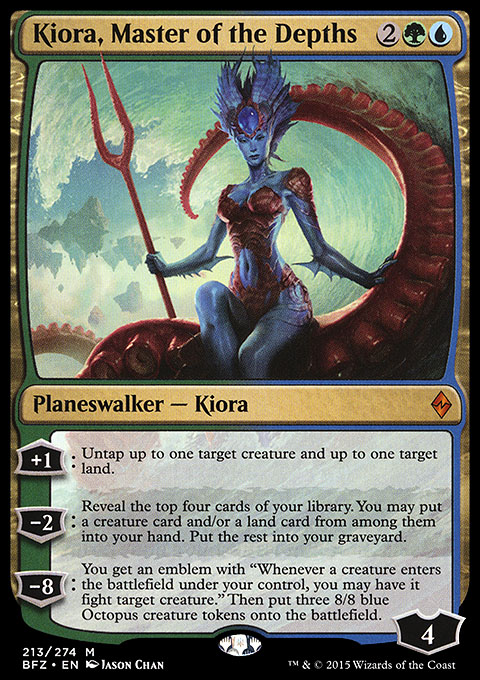 Kiora, Master of the Depths 2
Planeswalker — Kiora
+1: Untap up to one target creature and up to one target
land.
-2: Reveal the top four cards of your library. You may put
a creature card and/or a land card from among them
into your hand. Put the rest into your graveyard.
-8: You get an emblem with “Whenever a creature enters
the battlefield under your control, you may have it
fight target creature.” Then put three 8/8 blue
Octopus creature tokens onto the battlefield.
4
213/274 M
BFZ • EN Jason Chan
™ & © 2015 Wizards of the Coast